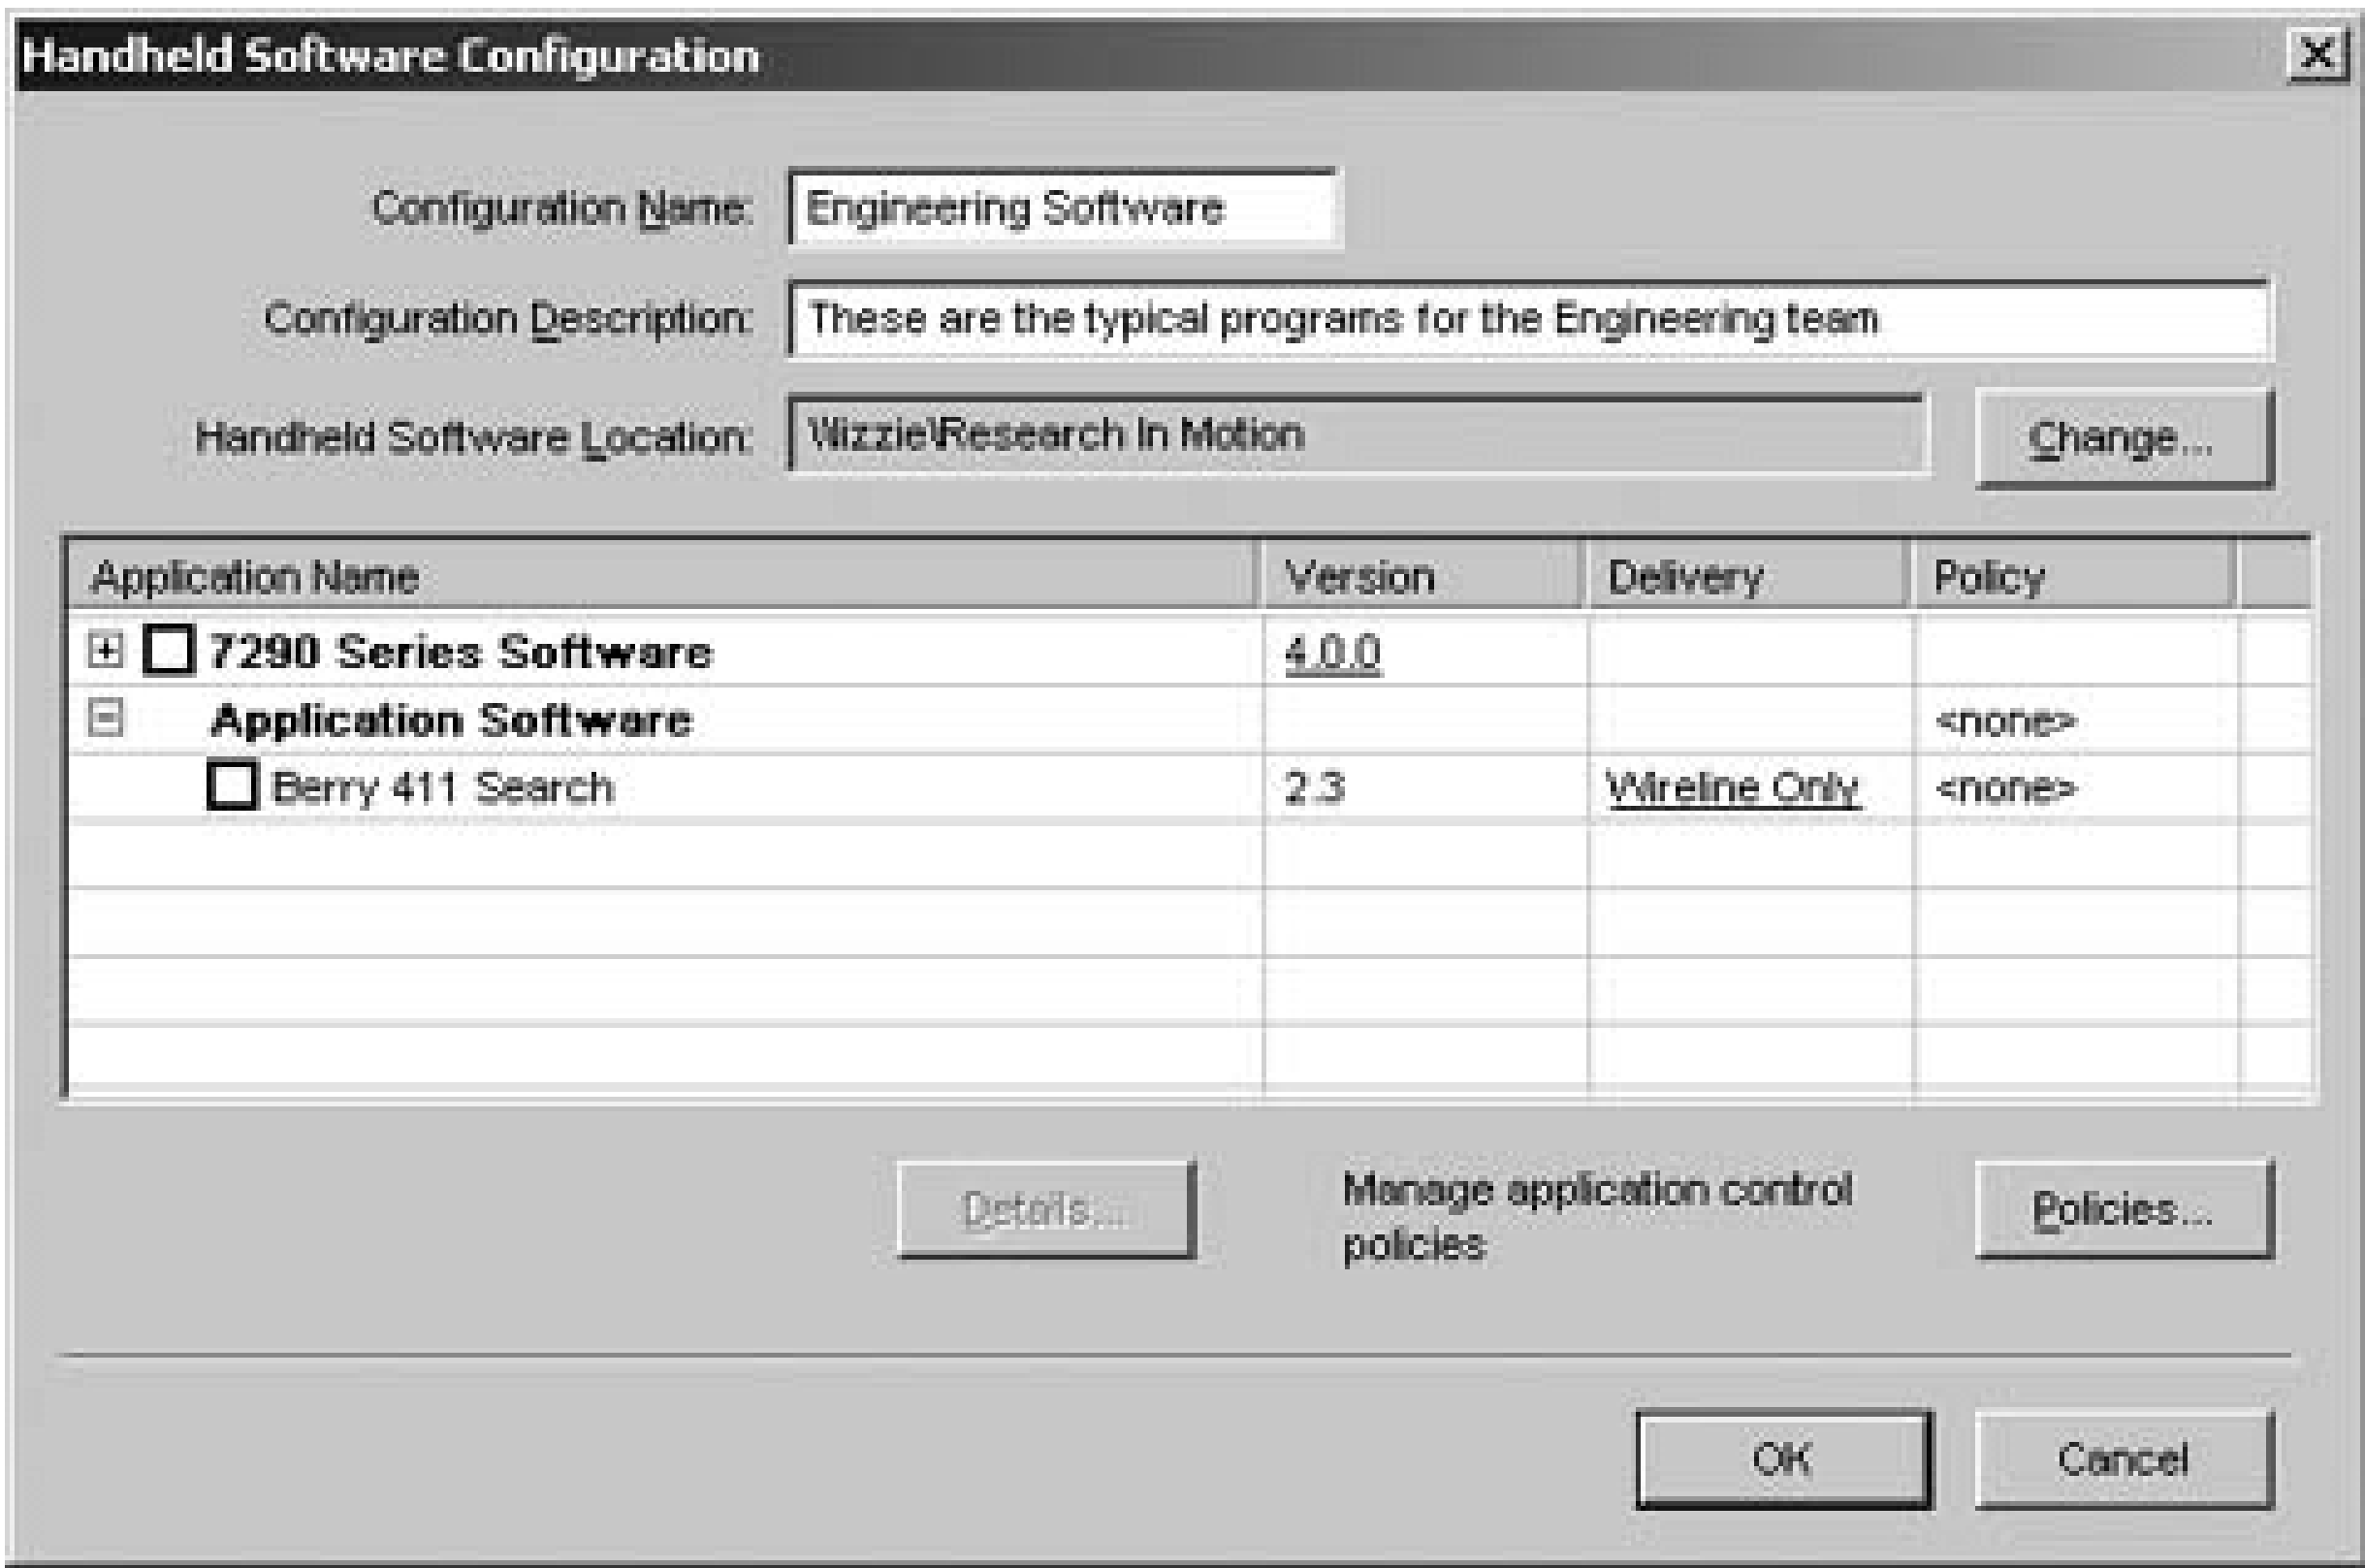 Handheld Software Configuration
Configuration Name: Engineering Software
Configuration Description: These are the typical programs for the Engineering team
Handheld Software Location: \\Vizzie\Research In Motion Change...
Application Name Version Delivery Policy
7290 Series Software 4.0.0
Application Software <none>
Berry 411 Search 2.3 Wireline Only <none>
Details... Manage application control Policies...
policies
OK Cancel